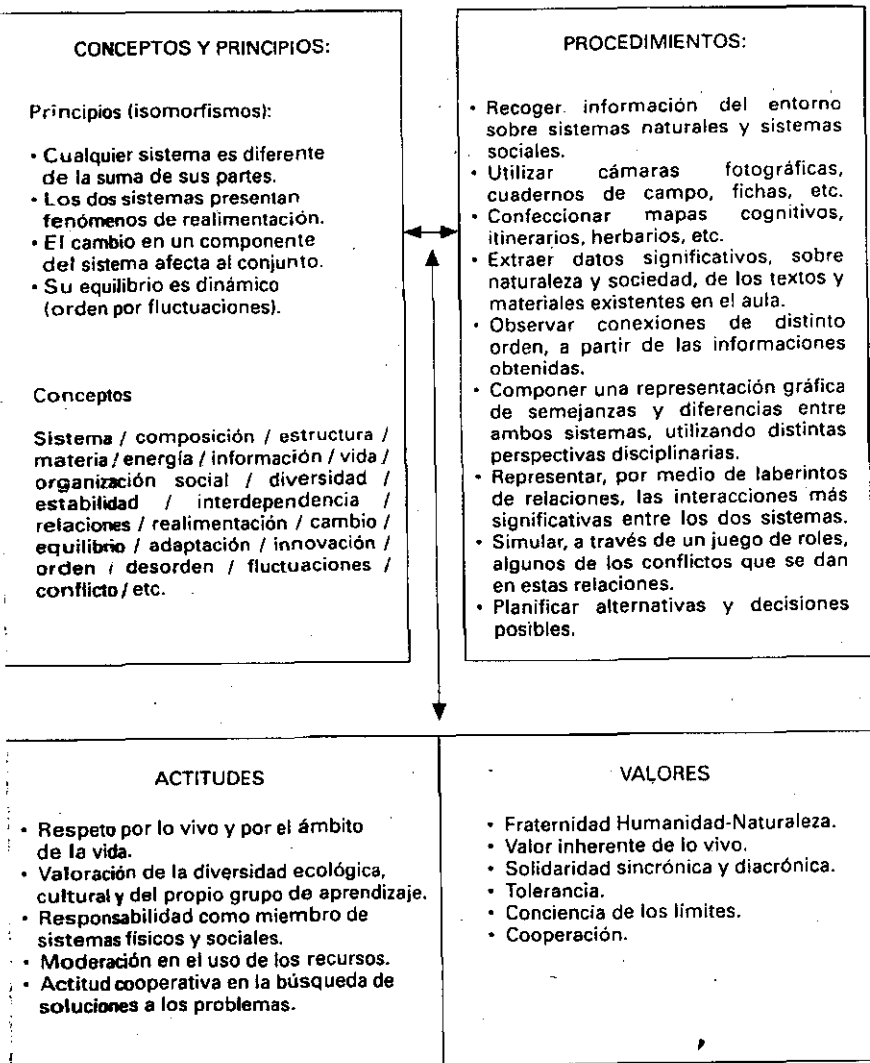 CONCEPTOS Y PRINCIPIOS:
Principios (isomorfismos):
• Cualquier sistema es diferente
de la suma de sus partes.
• Los dos sistemas presentan
fenómenos de realimentación.
• El cambio en un componente
del sistema afecta al conjunto.
• Su equilibrio es dinámico
(orden por fluctuaciones).
Conceptos
Sistema / composición / estructura /
materia / energía / información / vida /
organización social / diversidad /
estabilidad / interdependencia /
relaciones / realimentación / cambio /
equilibrio / adaptación / innovación /
orden / desorden / fluctuaciones /
conflicto / etc.
PROCEDIMIENTOS:
• Recoger información del entorno
sobre sistemas naturales y sistemas
sociales.
• Utilizar cámaras fotográficas,
cuadernos de campo, fichas, etc.
• Confeccionar mapas cognitivos,
itinerarios, herbarios, etc.
• Extraer datos significativos, sobre
naturaleza y sociedad, de los textos y
materiales existentes en el aula.
• Observar conexiones de distinto
orden, a partir de las informaciones
obtenidas.
• Componer una representación gráfica
de semejanzas y diferencias entre
ambos sistemas, utilizando distintas
perspectivas disciplinarias.
• Representar, por medio de laberintos
de relaciones, las interacciones más
significativas entre los dos sistemas.
• Simular, a través de un juego de roles,
algunos de los conflictos que se dan
en estas relaciones.
• Planificar alternativas y decisiones
posibles.
ACTITUDES
• Respeto por lo vivo y por el ámbito
de la vida.
• Valoración de la diversidad ecológica,
cultural y del propio grupo de aprendizaje.
• Responsabilidad como miembro de
sistemas físicos y sociales.
• Moderación en el uso de los recursos.
• Actitud cooperativa en la búsqueda de
soluciones a los problemas.
VALORES
• Fraternidad Humanidad-Naturaleza.
• Valor inherente de lo vivo.
• Solidaridad sincrónica y diacrónica.
• Tolerancia.
• Conciencia de los límites.
• Cooperación.